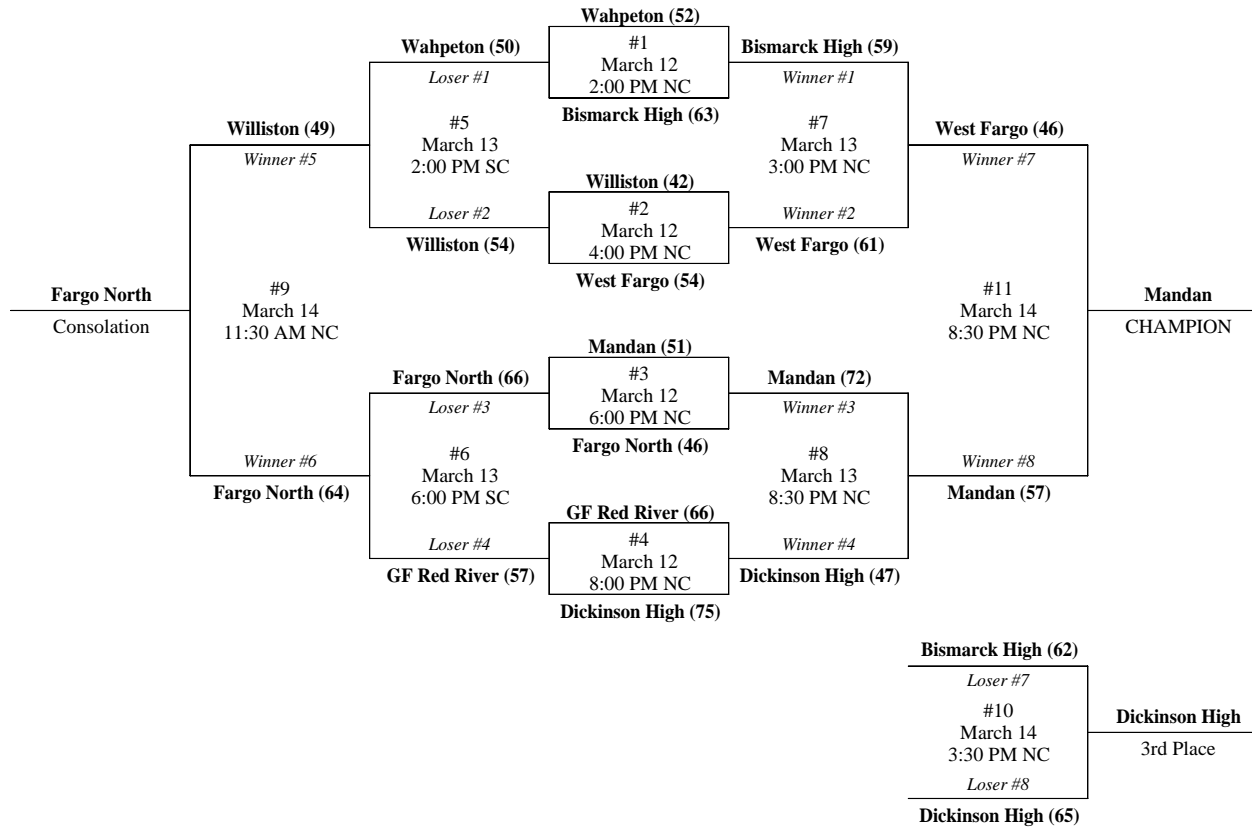 Wahpeton (52)
Wahpeton (50)
#1
March 12
2:00 PM NC
Bismarck High (59)
Loser #1
Winner #1
Bismarck High (63)
Williston (49)
Winner #5
#5
March 13
2:00 PM SC
#7
March 13
3:00 PM NC
West Fargo (46)
Winner #7
Williston (42)
Loser #2
#2
March 12
4:00 PM NC
Winner #2
Williston (54)
West Fargo (61)
West Fargo (54)
Fargo North
Consolation
#9
March 14
11:30 AM NC
#11
March 14
8:30 PM NC
Mandan
CHAMPION
Mandan (51)
Fargo North (66)
#3
March 12
6:00 PM NC
Mandan (72)
Loser #3
Winner #3
Fargo North (46)
Winner #6
Fargo North (64)
#6
March 13
6:00 PM SC
#8
March 13
8:30 PM NC
Winner #8
Mandan (57)
GF Red River (66)
Loser #4
#4
March 12
8:00 PM NC
Winner #4
GF Red River (57)
Dickinson High (47)
Dickinson High (75)
Bismarck High (62)
Loser #7
#10
March 14
3:30 PM NC
Dickinson High
3rd Place
Loser #8
Dickinson High (65)